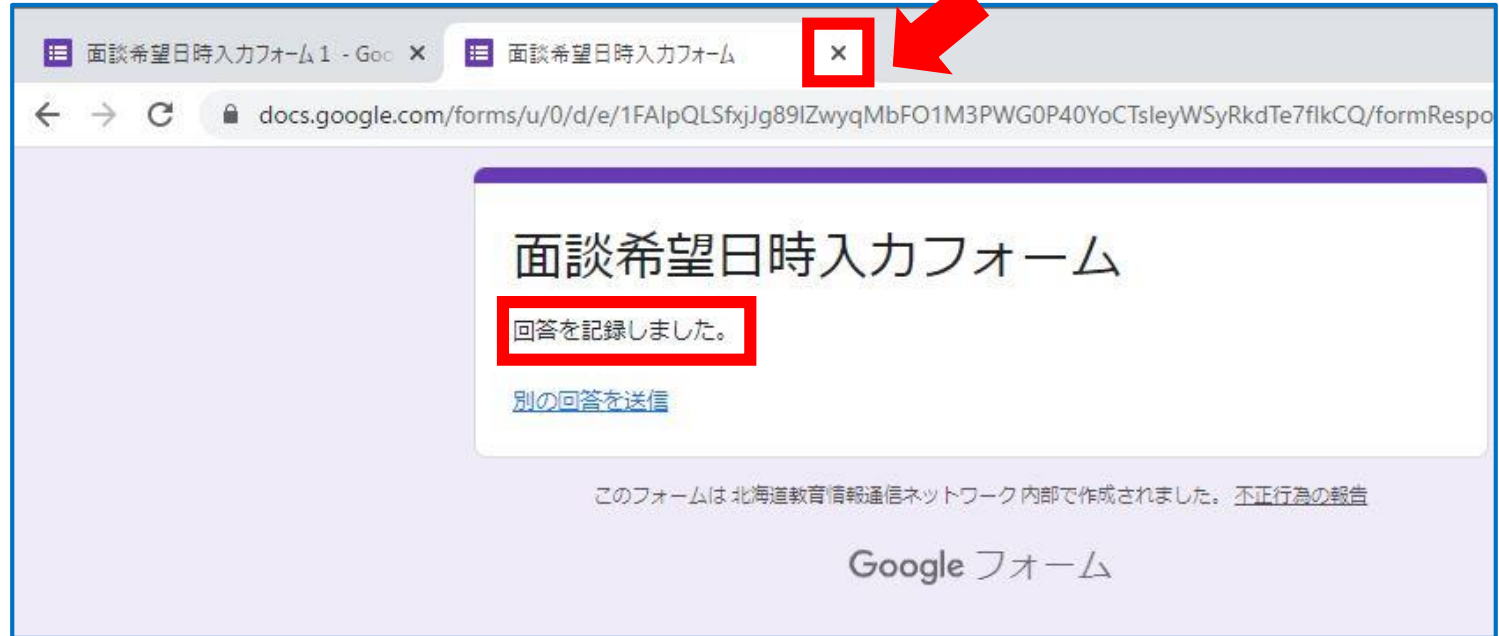 面談希望日時入力フォーム 1 - Goo
面談希望日時入力フォーム
docs.google.com/forms/u/0/d/e/1FAIpQLSfxjJg89IZwyqMbFO1M3PWG0P40YoCTsleyWSyRkdTe7flkCQ/formRespo
面談希望日時入力フォーム
回答を記録しました。
別の回答を送信
このフォームは 北海道教育情報通信ネットワーク 内部で作成されました。 不正行為の報告
Google フォーム